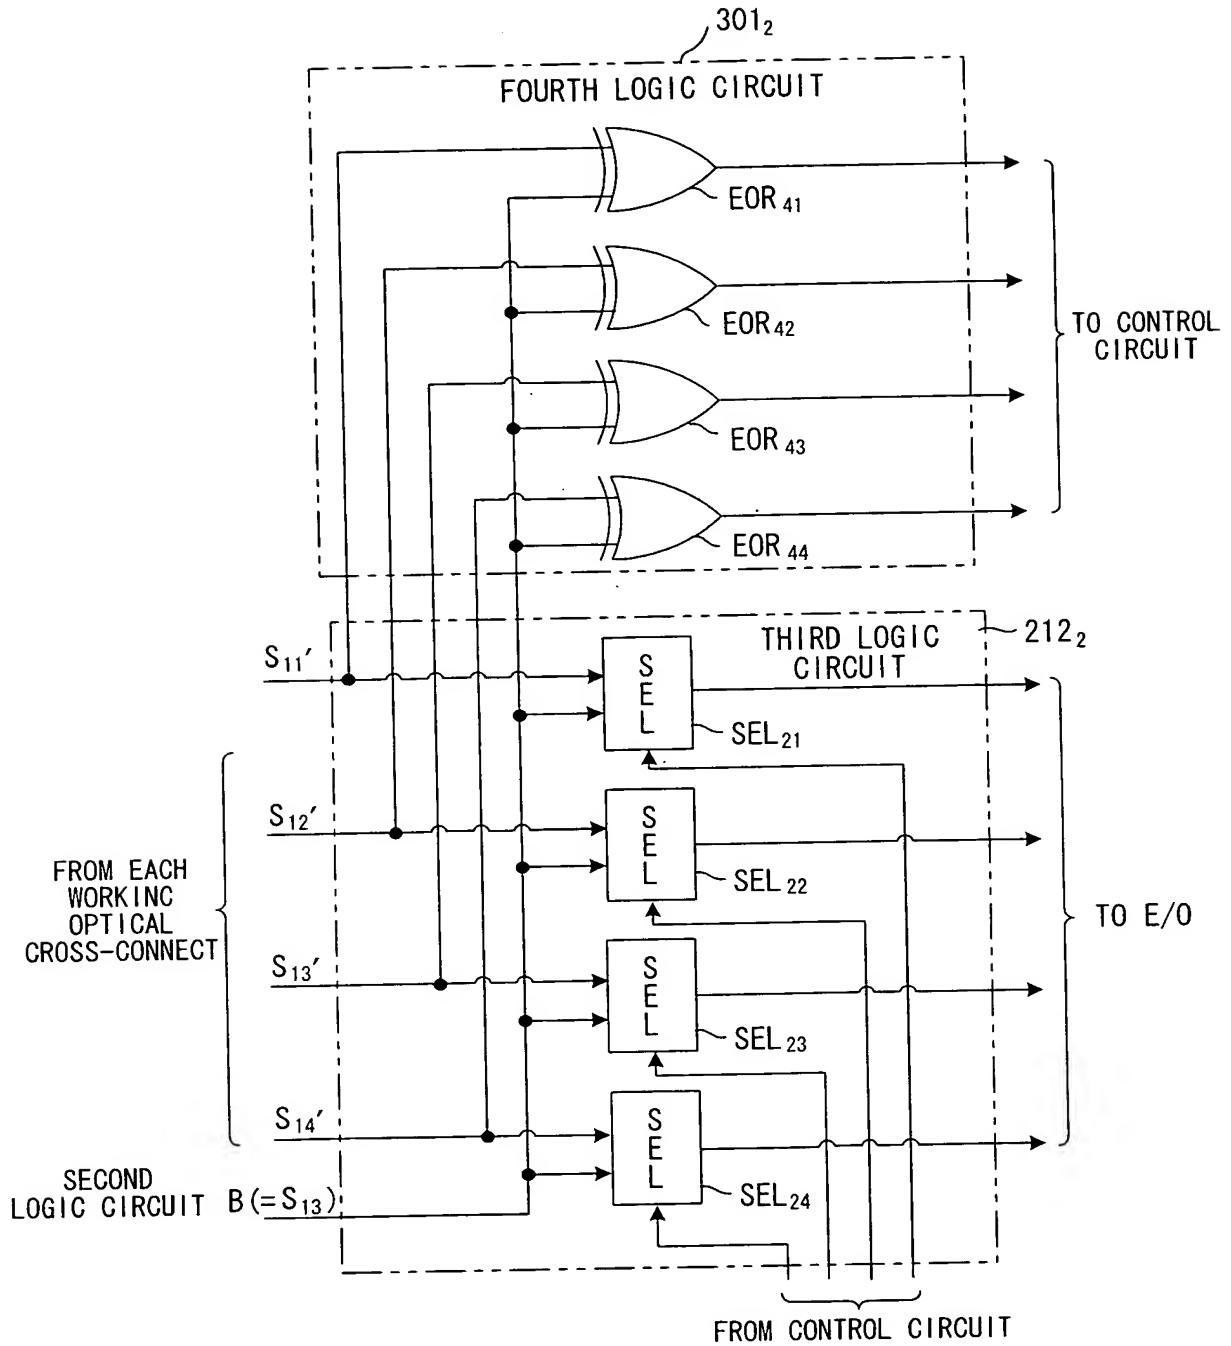 301₂
FOURTH LOGIC CIRCUIT
EOR₄₁
EOR₄₂
TO CONTROL
CIRCUIT
EOR₄₃
EOR₄₄
THIRD LOGIC
CIRCUIT
212₂
S₁₁′
SEL
SEL₂₁
S₁₂′
SEL
SEL₂₂
FROM EACH
WORKINC
OPTICAL
CROSS-CONNECT
TO E/O
S₁₃′
SEL
SEL₂₃
S₁₄′
SEL
SEL₂₄
SECOND
LOGIC CIRCUIT B(=S₁₃)
FROM CONTROL CIRCUIT